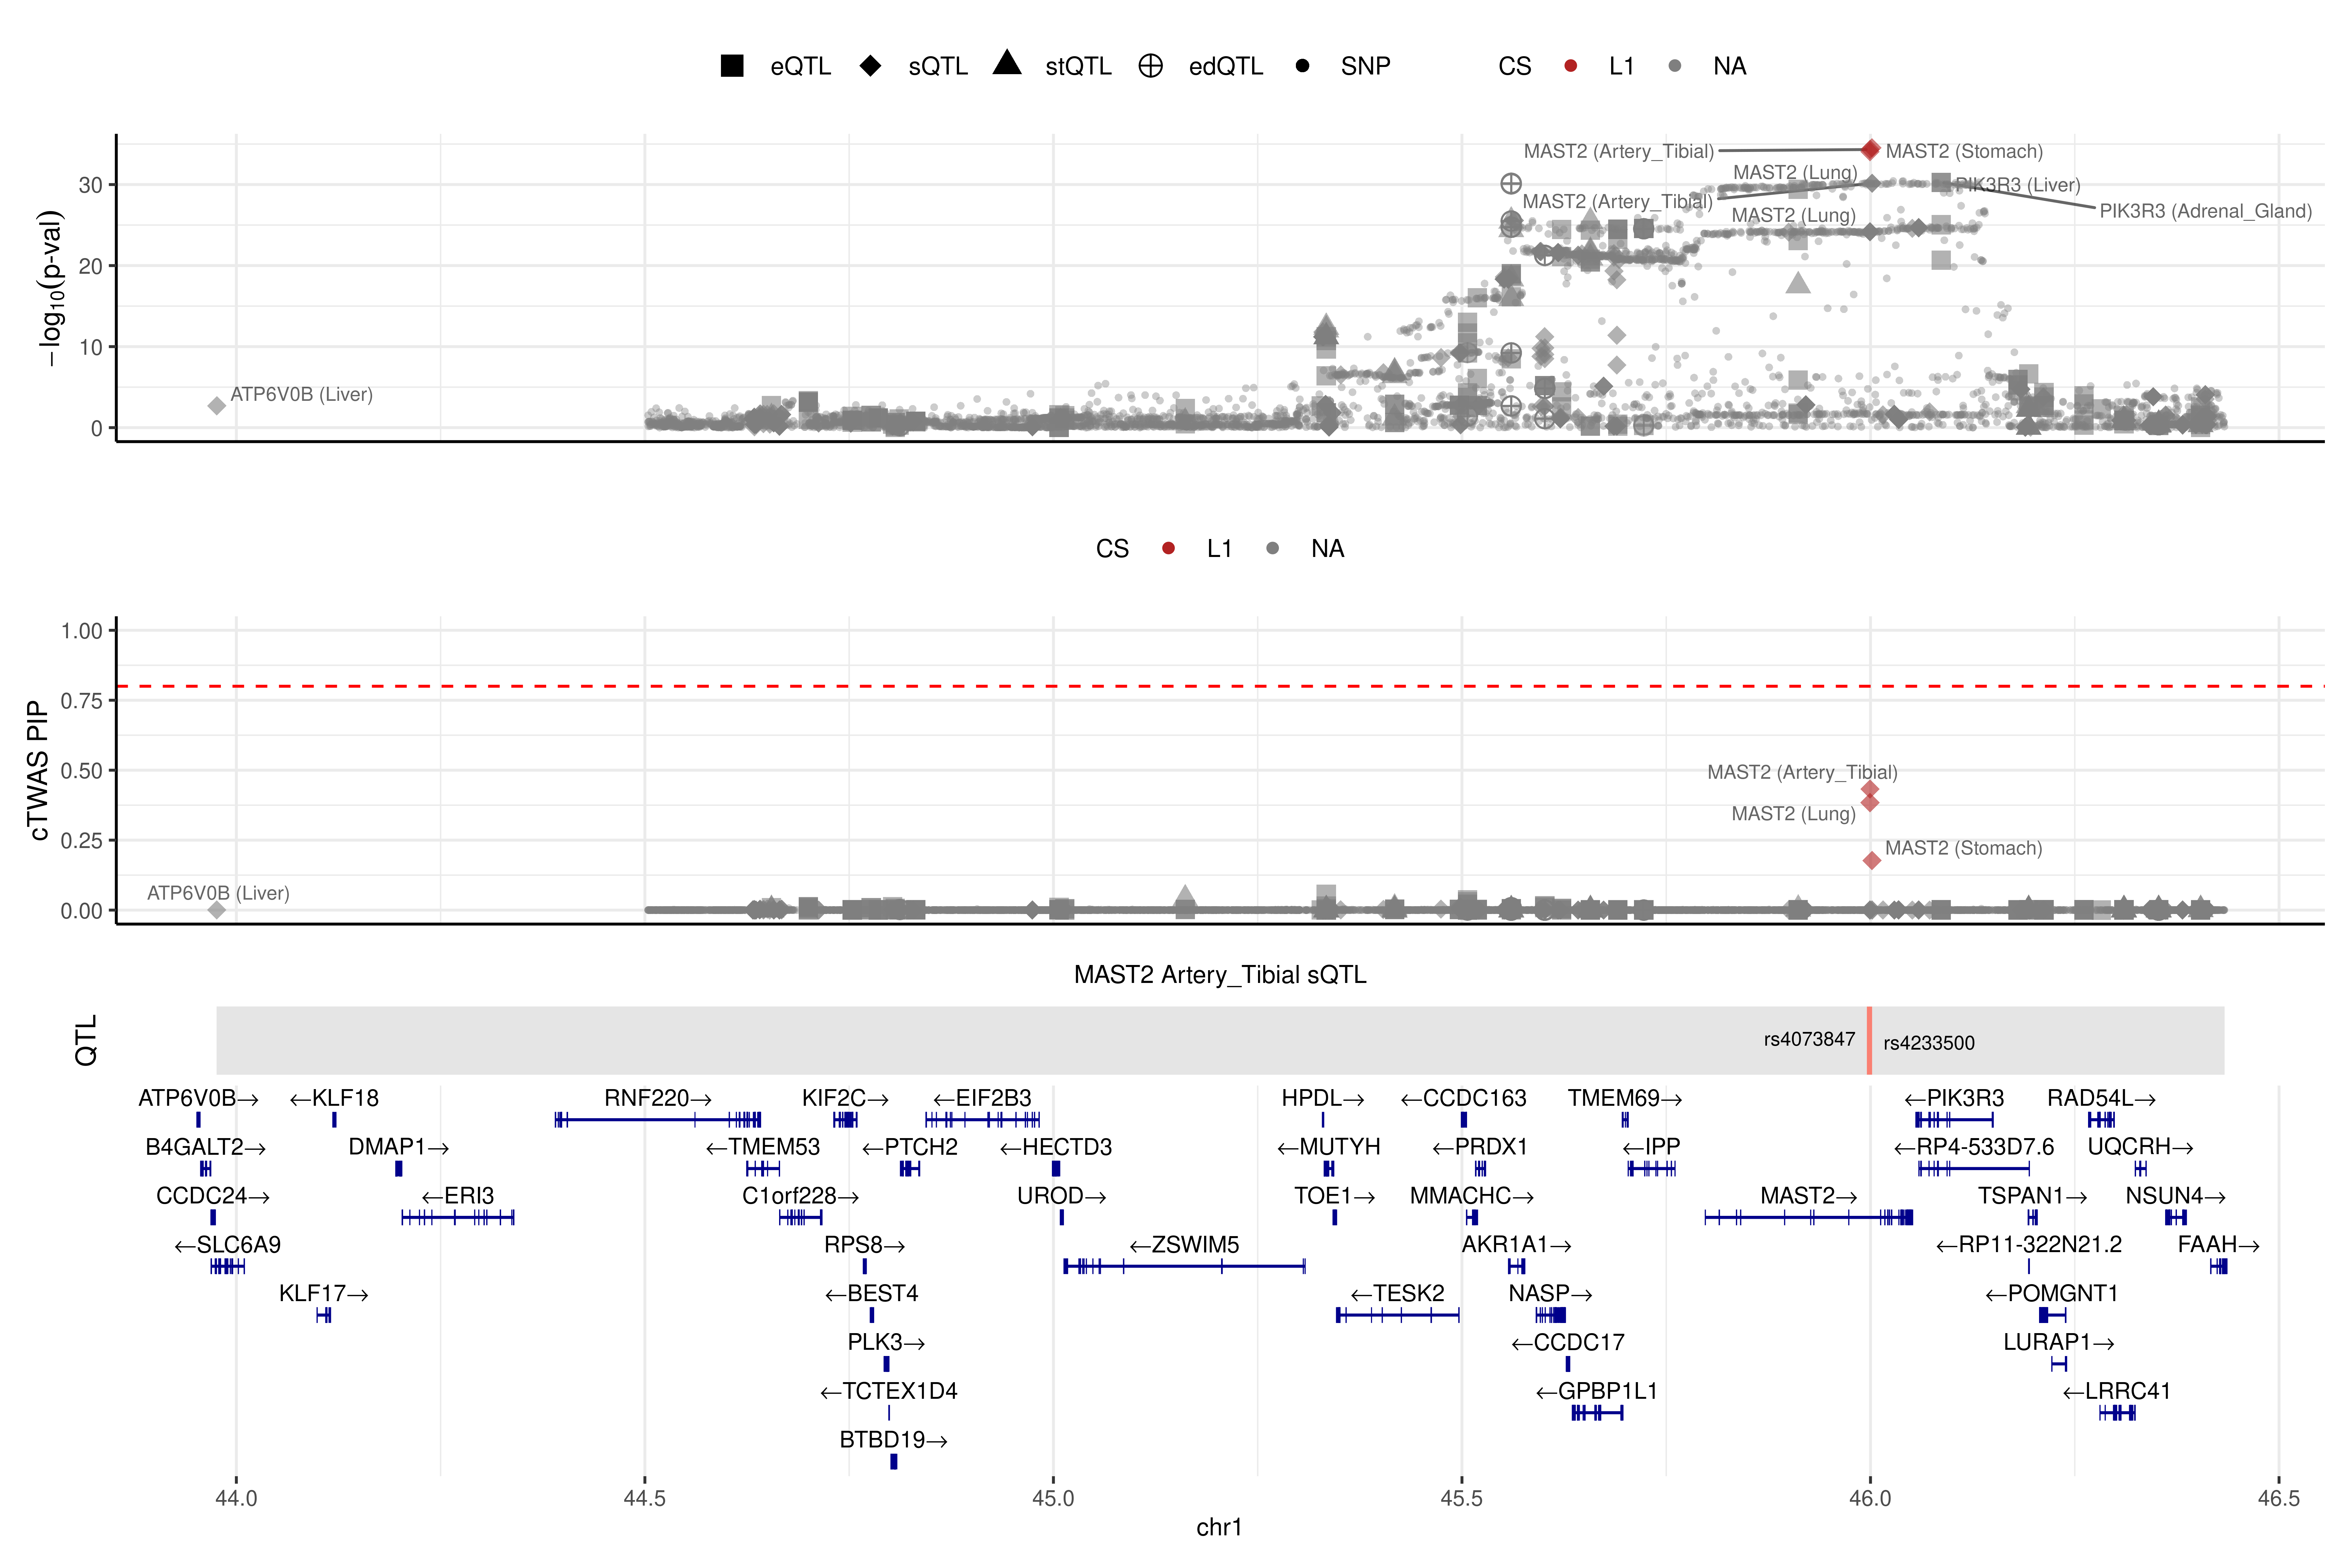 eQTL sQTL stQTL edQTL SNP CS L1 NA
−log10(p-val)
30
20
10
0
MAST2 (Artery_Tibial)
MAST2 (Stomach)
MAST2 (Lung)
PIK3R3 (Liver)
MAST2 (Artery_Tibial)
MAST2 (Lung)
PIK3R3 (Adrenal_Gland)
ATP6V0B (Liver)
CS L1 NA
cTWAS PIP
1.00
0.75
0.50
0.25
0.00
MAST2 (Artery_Tibial)
MAST2 (Lung)
MAST2 (Stomach)
ATP6V0B (Liver)
MAST2 Artery_Tibial sQTL
QTL
rs4073847 rs4233500
ATP6V0B→ ←KLF18 RNF220→ KIF2C→ ←EIF2B3 HPDL→ ←CCDC163 TMEM69→ ←PIK3R3 RAD54L→
B4GALT2→ DMAP1→ ←TMEM53 ←PTCH2 ←HECTD3 ←MUTYH ←PRDX1 ←IPP ←RP4-533D7.6 UQCRH→
CCDC24→ ←ERI3 C1orf228→ UROD→ TOE1→ MMACHC→ MAST2→ TSPAN1→ NSUN4→
←SLC6A9 RPS8→ ←ZSWIM5 AKR1A1→ ←RP11-322N21.2 FAAH→
KLF17→ ←BEST4 ←TESK2 NASP→ ←POMGNT1
PLK3→ ←CCDC17 LURAP1→
←TCTEX1D4 ←GPBP1L1 ←LRRC41
BTBD19→
44.0 44.5 45.0 45.5 46.0 46.5
chr1